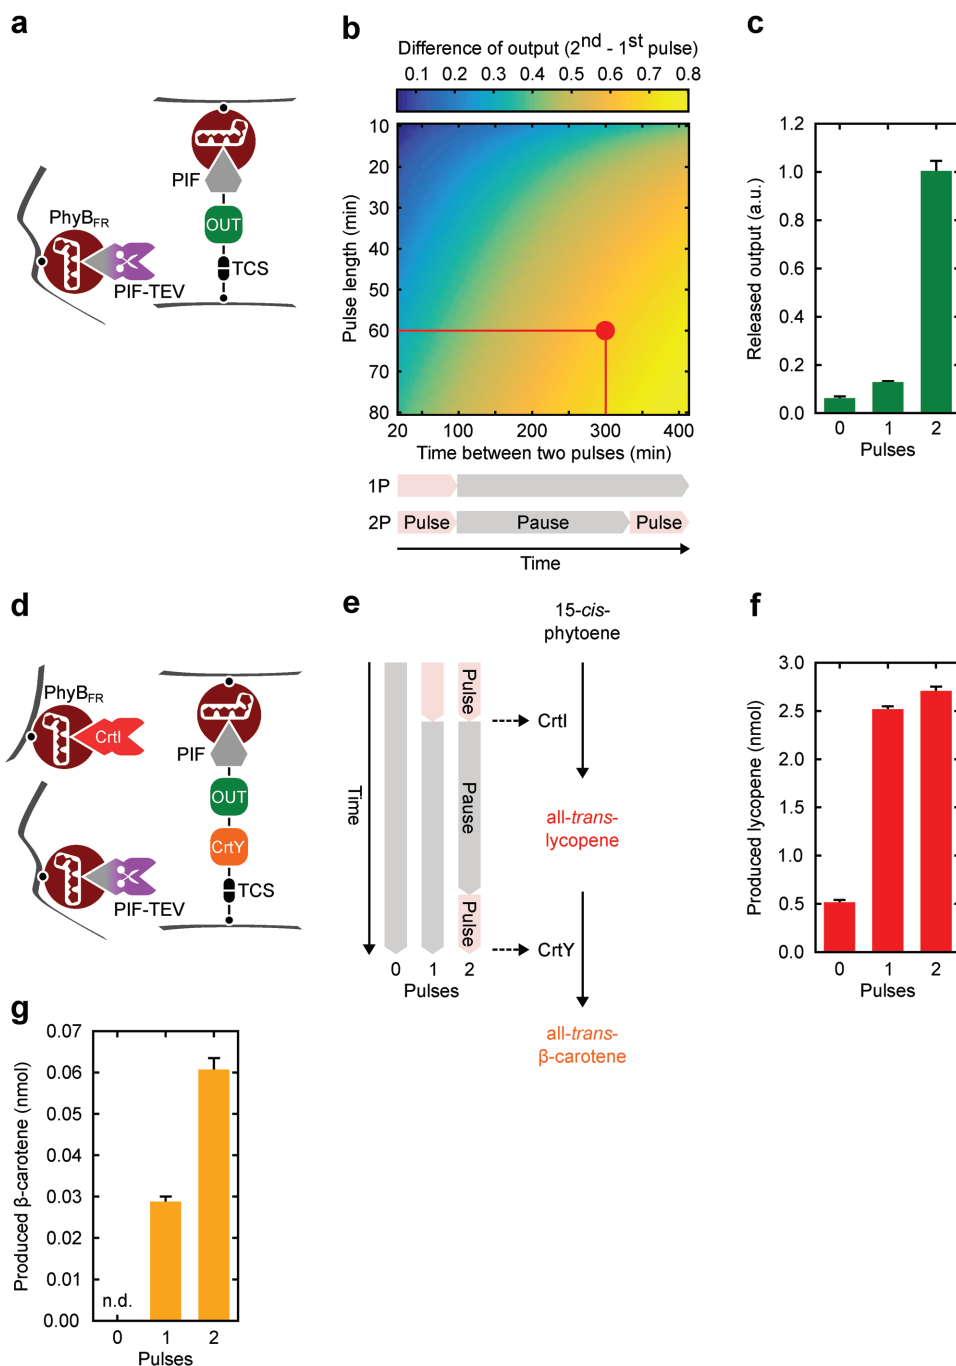 a
PhyBFR
PIF-TEV
PIF
OUT
TCS
b
Difference of output (2nd - 1st pulse)
0.1 0.2 0.3 0.4 0.5 0.6 0.7 0.8
Pulse length (min)
10
20
30
40
50
60
70
80
20 100 200 300 400
Time between two pulses (min)
1P
2P Pulse Pause Pulse
Time
c
Released output (a.u.)
1.2
1.0
0.8
0.6
0.4
0.2
0.0
0 1 2
Pulses
d
PhyBFR
CrtI
PIF-TEV
PIF
OUT
CrtY
TCS
e
Time
Pulse
Pause
Pulse
0 1 2
Pulses
15-cis-
phytoene
CrtI
all-trans-
lycopene
CrtY
all-trans-
β-carotene
f
Produced lycopene (nmol)
3.0
2.5
2.0
1.5
1.0
0.5
0.0
0 1 2
Pulses
g
Produced β-carotene (nmol)
0.07
0.06
0.05
0.04
0.03
0.02
0.01
0.00
n.d.
0 1 2
Pulses